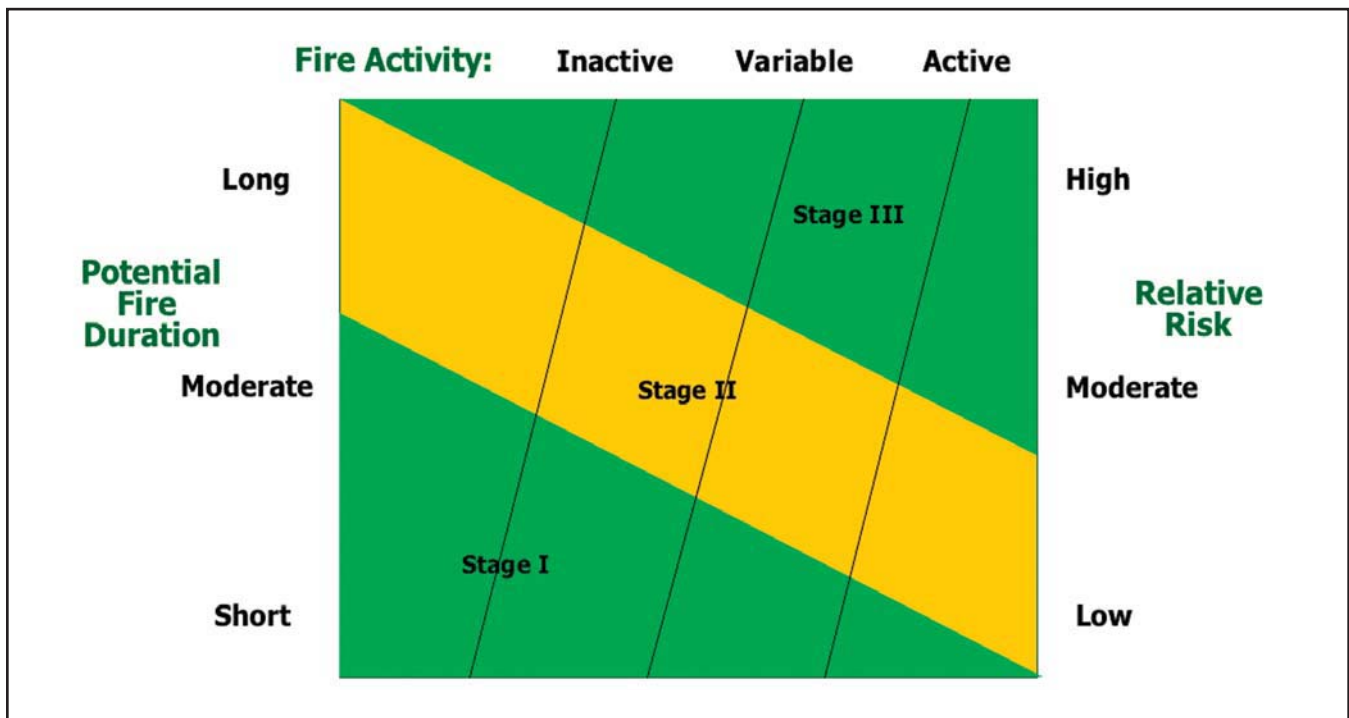 Fire Activity: Inactive Variable Active
Long
High
Stage III
Potential
Fire
Duration
Relative
Risk
Moderate
Stage II
Moderate
Stage I
Short
Low